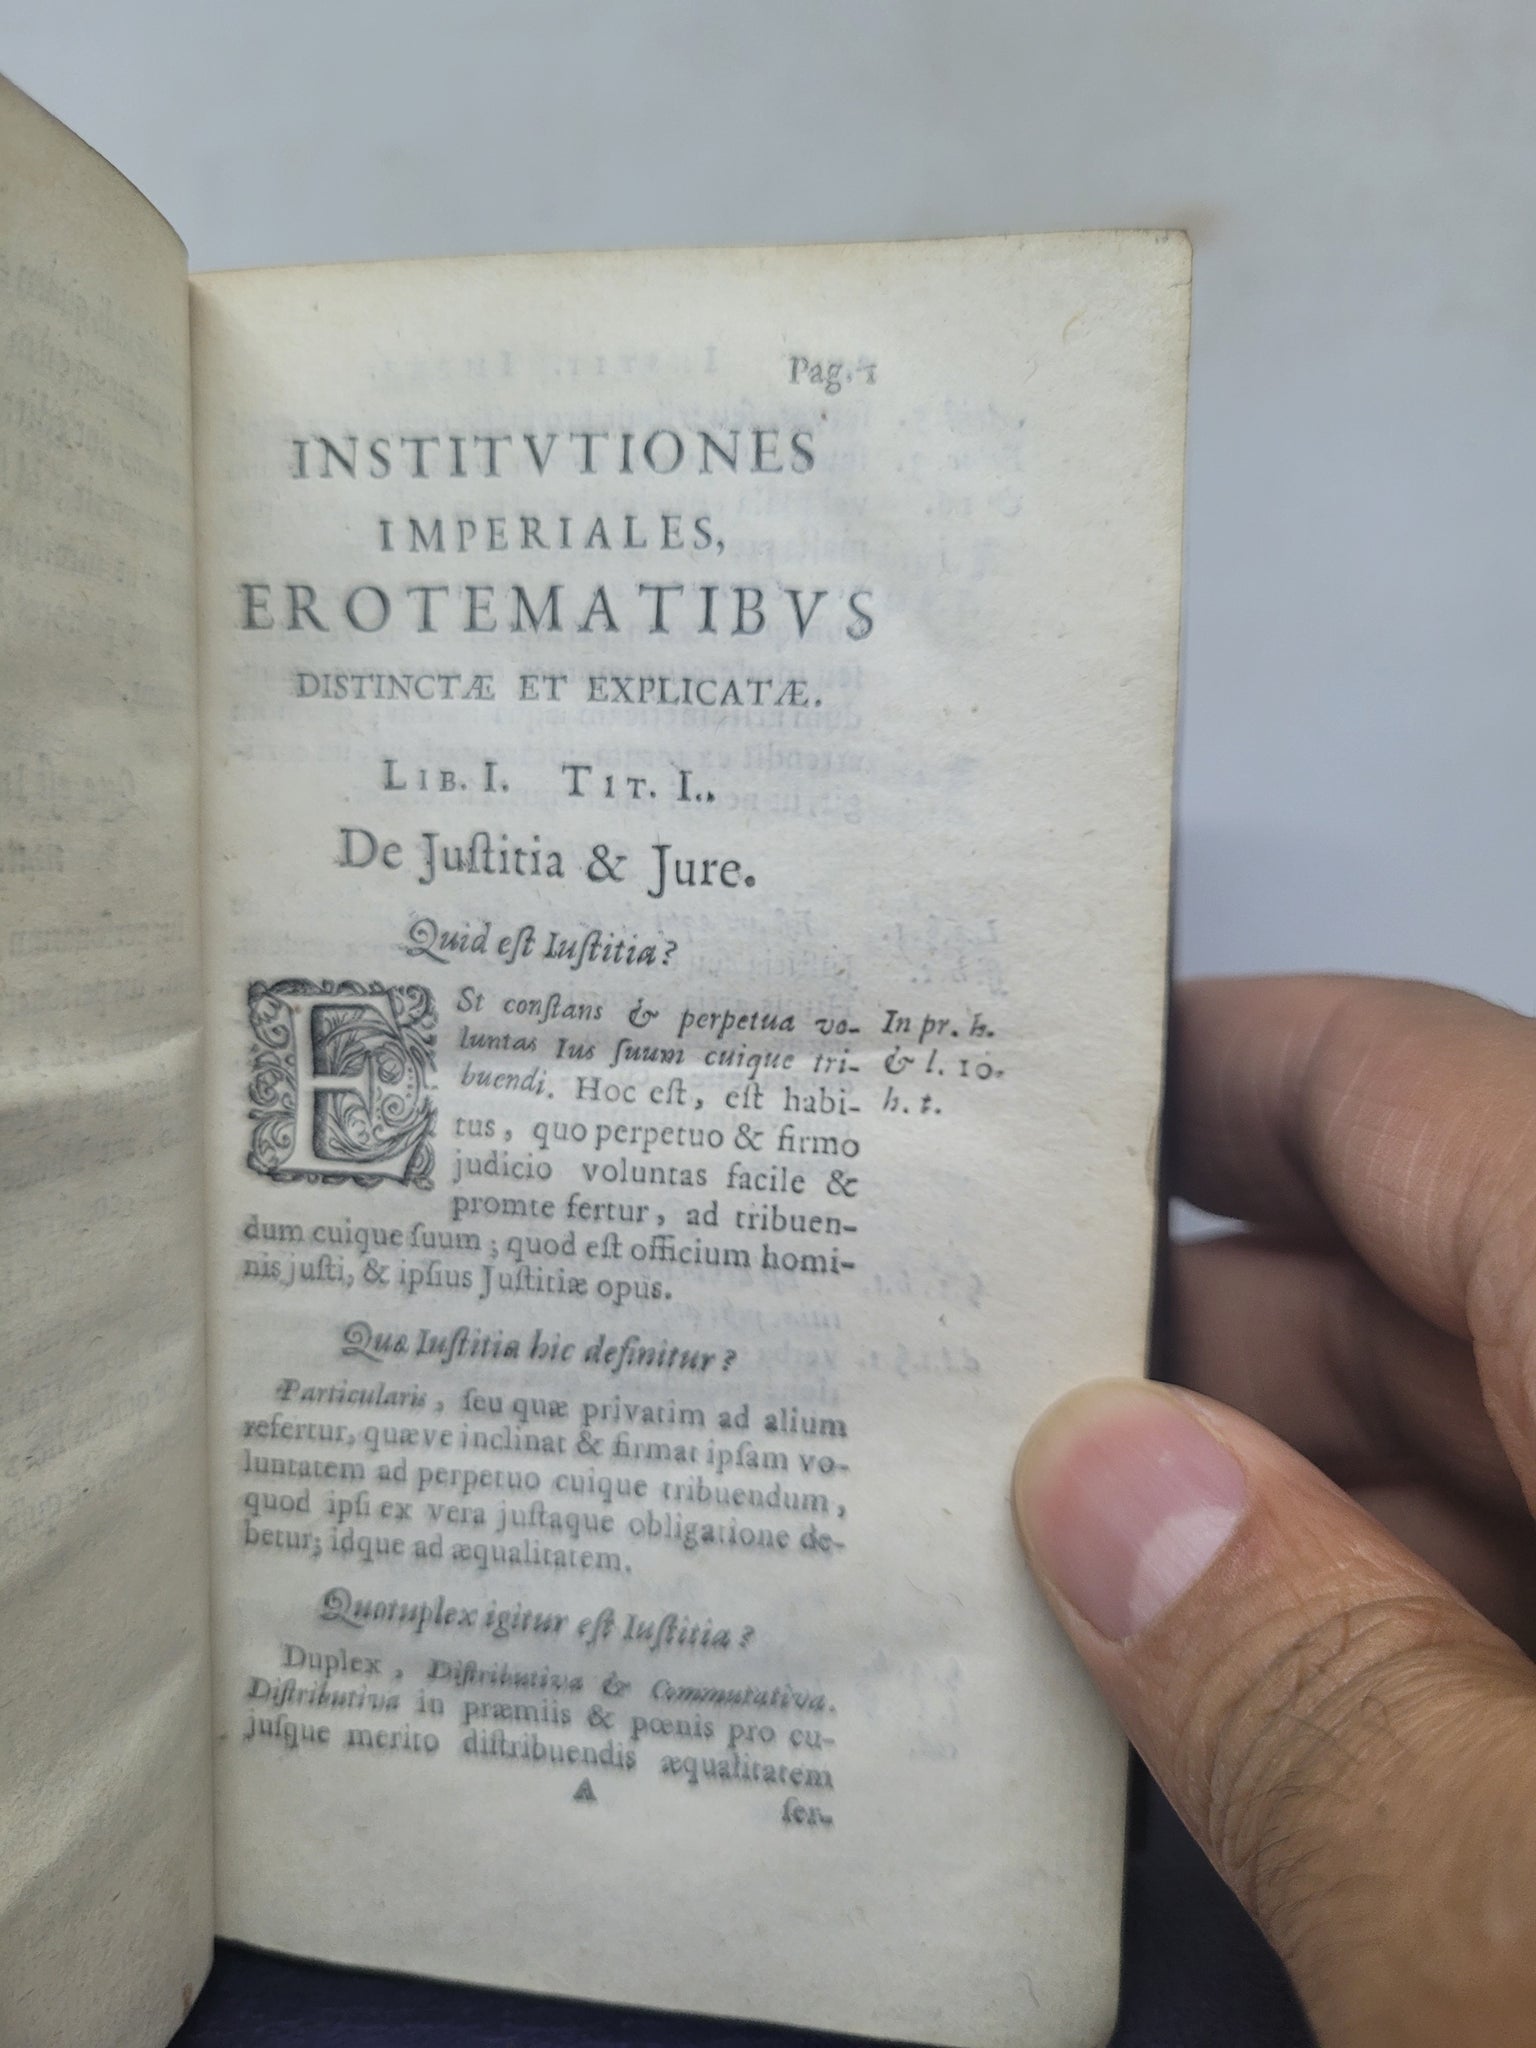 Pag. 1
INSTITVTIONES
IMPERIALES,
EROTEMATIBVS
DISTINCTÆ ET EXPLICATÆ.
LIB. I. TIT. I.
De Juſtitia & Jure.
Quid eſt Iuſtitia?
ESt conſtans & perpetua vo-
luntas Ius ſuum cuique tri-
buendi. Hoc eſt, eſt habi-
tus, quo perpetuo & firmo
judicio voluntas facile &
promte fertur, ad tribuen-
dum cuique ſuum; quod eſt officium homi-
nis juſti, & ipſius Juſtitiæ opus.
In pr. h.
& l. 10.
h. t.
Quæ Iuſtitia hic definitur?
Particularis, ſeu quæ privatim ad alium
refertur, quæve inclinat & firmat ipſam vo-
luntatem ad perpetuo cuique tribuendum,
quod ipſi ex vera juſtaque obligatione de-
betur; idque ad æqualitatem.
Quotuplex igitur eſt Iuſtitia?
Duplex, Diſtributiva & Commutativa.
Diſtributiva in præmiis & pœnis pro cu-
juſque merito diſtribuendis æqualitatem
A
ſer-